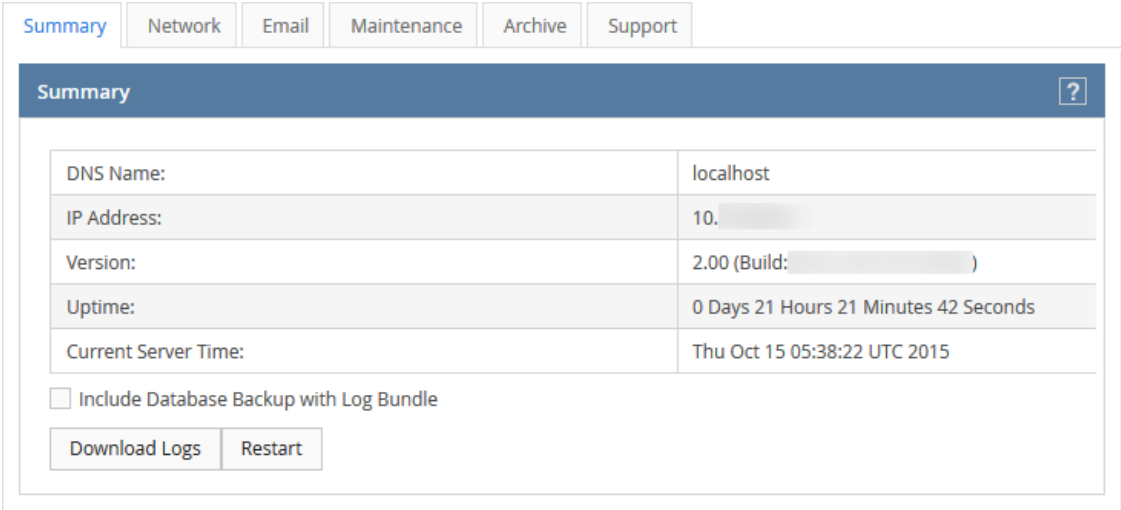 Summary Network Email Maintenance Archive Support
Summary ?
DNS Name: localhost
IP Address: 10.
Version: 2.00 (Build: )
Uptime: 0 Days 21 Hours 21 Minutes 42 Seconds
Current Server Time: Thu Oct 15 05:38:22 UTC 2015
Include Database Backup with Log Bundle
Download Logs Restart